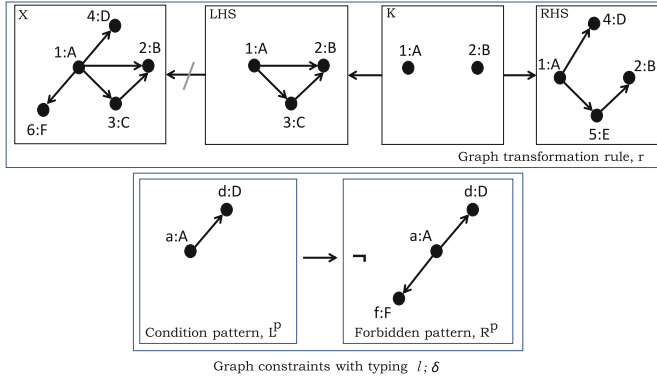 X
4:D
1:A
2:B
3:C
6:F
LHS
1:A
2:B
3:C
K
1:A
2:B
RHS
4:D
1:A
2:B
5:E
Graph transformation rule, r
d:D
a:A
Condition pattern, L^p
¬
d:D
a:A
f:F
Forbidden pattern, R^p
Graph constraints with typing l; δ